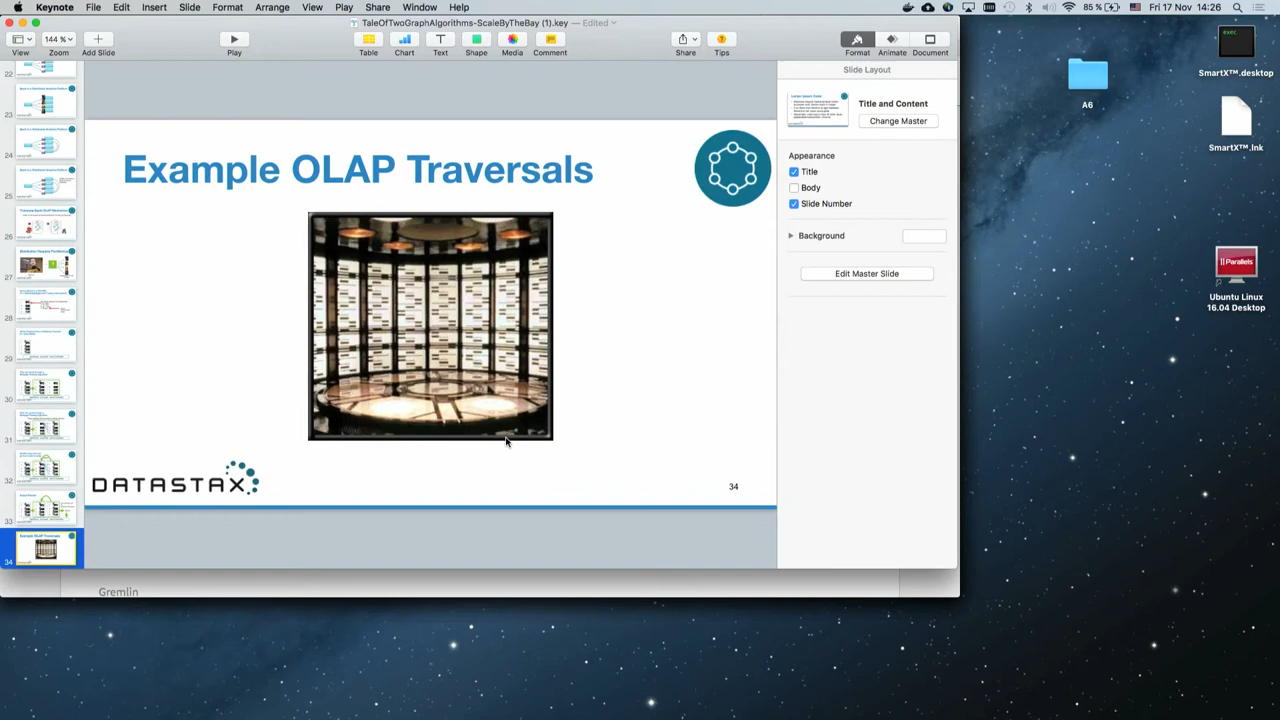 Keynote File Edit Insert Slide Format Arrange View Play Share Window Help
85 % Fri 17 Nov 14:26
TaleOfTwoGraphAlgorithms-ScaleByTheBay (1).key — Edited
144 %
View Zoom Add Slide Play Table Chart Text Shape Media Comment Share Tips Format Animate Document
22
23
24
25
26
27
28
29
30
31
32
33
34
Example OLAP Traversals
DATASTAX
34
Slide Layout
Title and Content
Change Master
Appearance
Title
Body
Slide Number
Background
Edit Master Slide
Gremlin
A6
exec
SmartX™.desktop
SmartX™.lnk
Parallels
Ubuntu Linux
16.04 Desktop